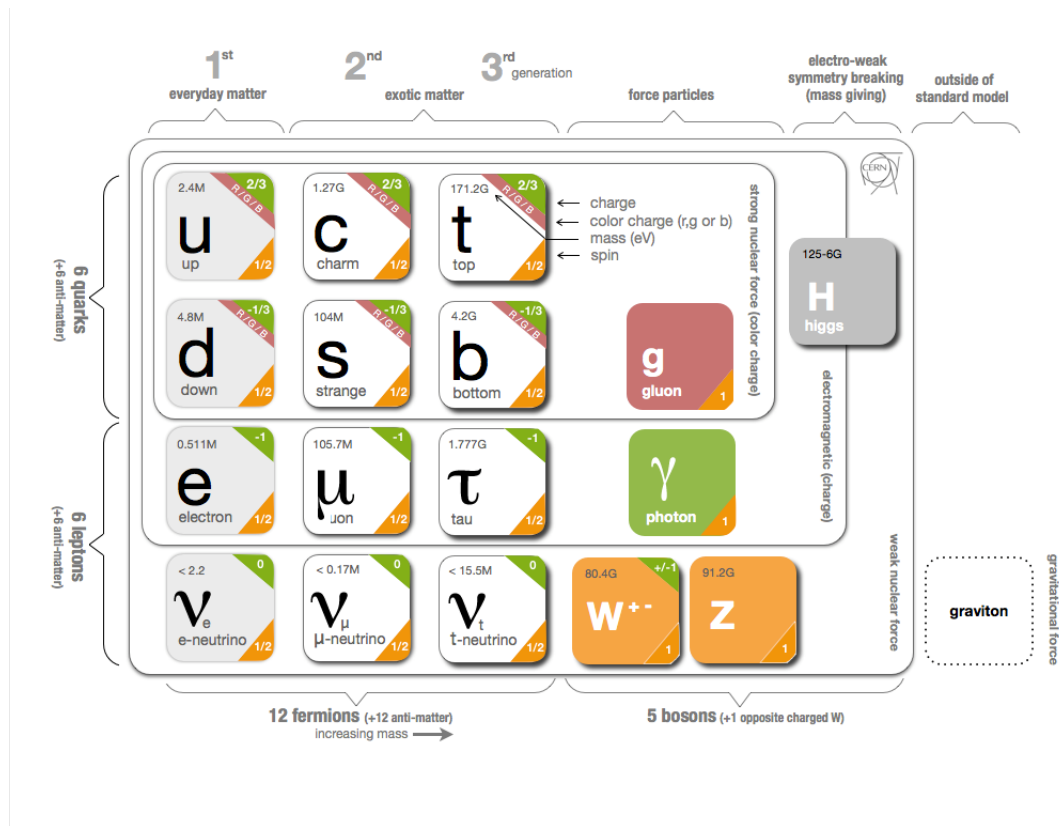 1st
everyday matter
2nd
exotic matter
3rd generation
force particles
electro-weak
symmetry breaking
(mass giving)
outside of
standard model
CERN
6 quarks
(+6 anti-matter)
2.4M
2/3
R/G/B
u
up
1/2
1.27G
2/3
R/G/B
c
charm
1/2
171.2G
2/3
R/G/B
t
top
1/2
charge
color charge (r,g or b)
mass (eV)
spin
strong nuclear force (color charge)
125-6G
H
higgs
4.8M
-1/3
R/G/B
d
down
1/2
104M
-1/3
R/G/B
s
strange
1/2
4.2G
-1/3
R/G/B
b
bottom
1/2
g
gluon
1
electromagnetic (charge)
6 leptons
(+6 anti-matter)
0.511M
-1
e
electron
1/2
105.7M
-1
μ
uon
1/2
1.777G
-1
τ
tau
1/2
γ
photon
1
weak nuclear force
< 2.2
0
νe
e-neutrino
1/2
< 0.17M
0
νμ
μ-neutrino
1/2
< 15.5M
0
νt
t-neutrino
1/2
80.4G
+/-1
W+-
1
91.2G
Z
1
graviton
gravitational force
12 fermions (+12 anti-matter)
increasing mass
5 bosons (+1 opposite charged W)